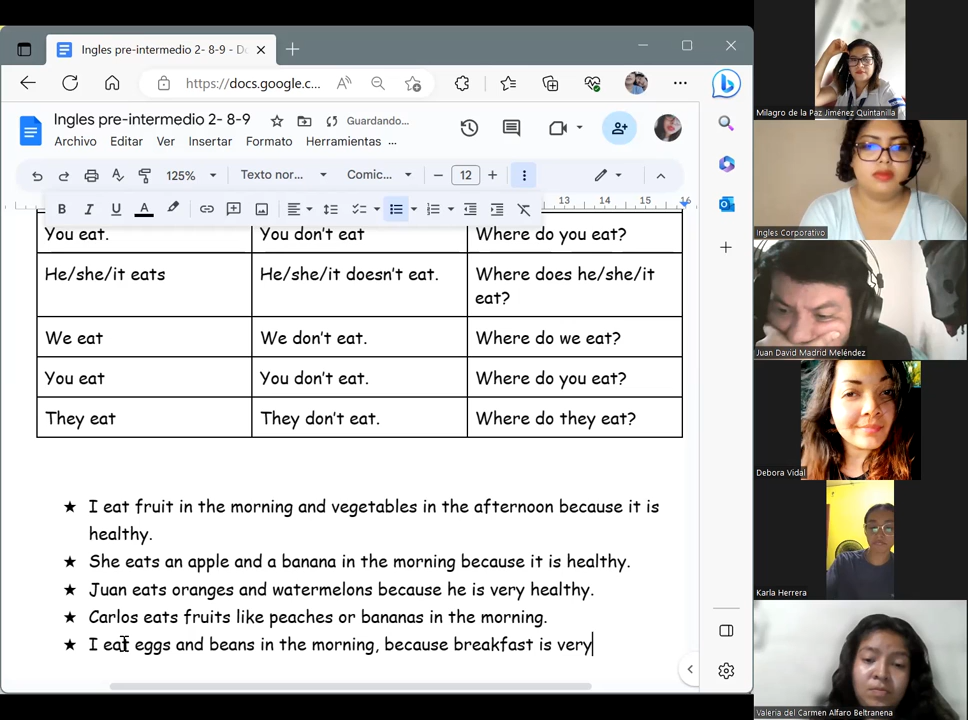 Ingles pre-intermedio 2- 8-9 - Do
https://docs.google.c...
Ingles pre-intermedio 2- 8-9
Guardando...
Archivo Editar Ver Insertar Formato Herramientas ...
125% Texto nor... Comic... 12
13 14 15 16
You eat. You don't eat Where do you eat?
He/she/it eats He/she/it doesn't eat. Where does he/she/it
eat?
We eat We don't eat. Where do we eat?
You eat You don't eat. Where do you eat?
They eat They don't eat. Where do they eat?
★ I eat fruit in the morning and vegetables in the afternoon because it is
healthy.
★ She eats an apple and a banana in the morning because it is healthy.
★ Juan eats oranges and watermelons because he is very healthy.
★ Carlos eats fruits like peaches or bananas in the morning.
★ I eat eggs and beans in the morning, because breakfast is very
Milagro de la Paz Jiménez Quintanilla
Ingles Corporativo
Juan David Madrid Meléndez
Debora Vidal
Karla Herrera
Valeria del Carmen Alfaro Beltranena